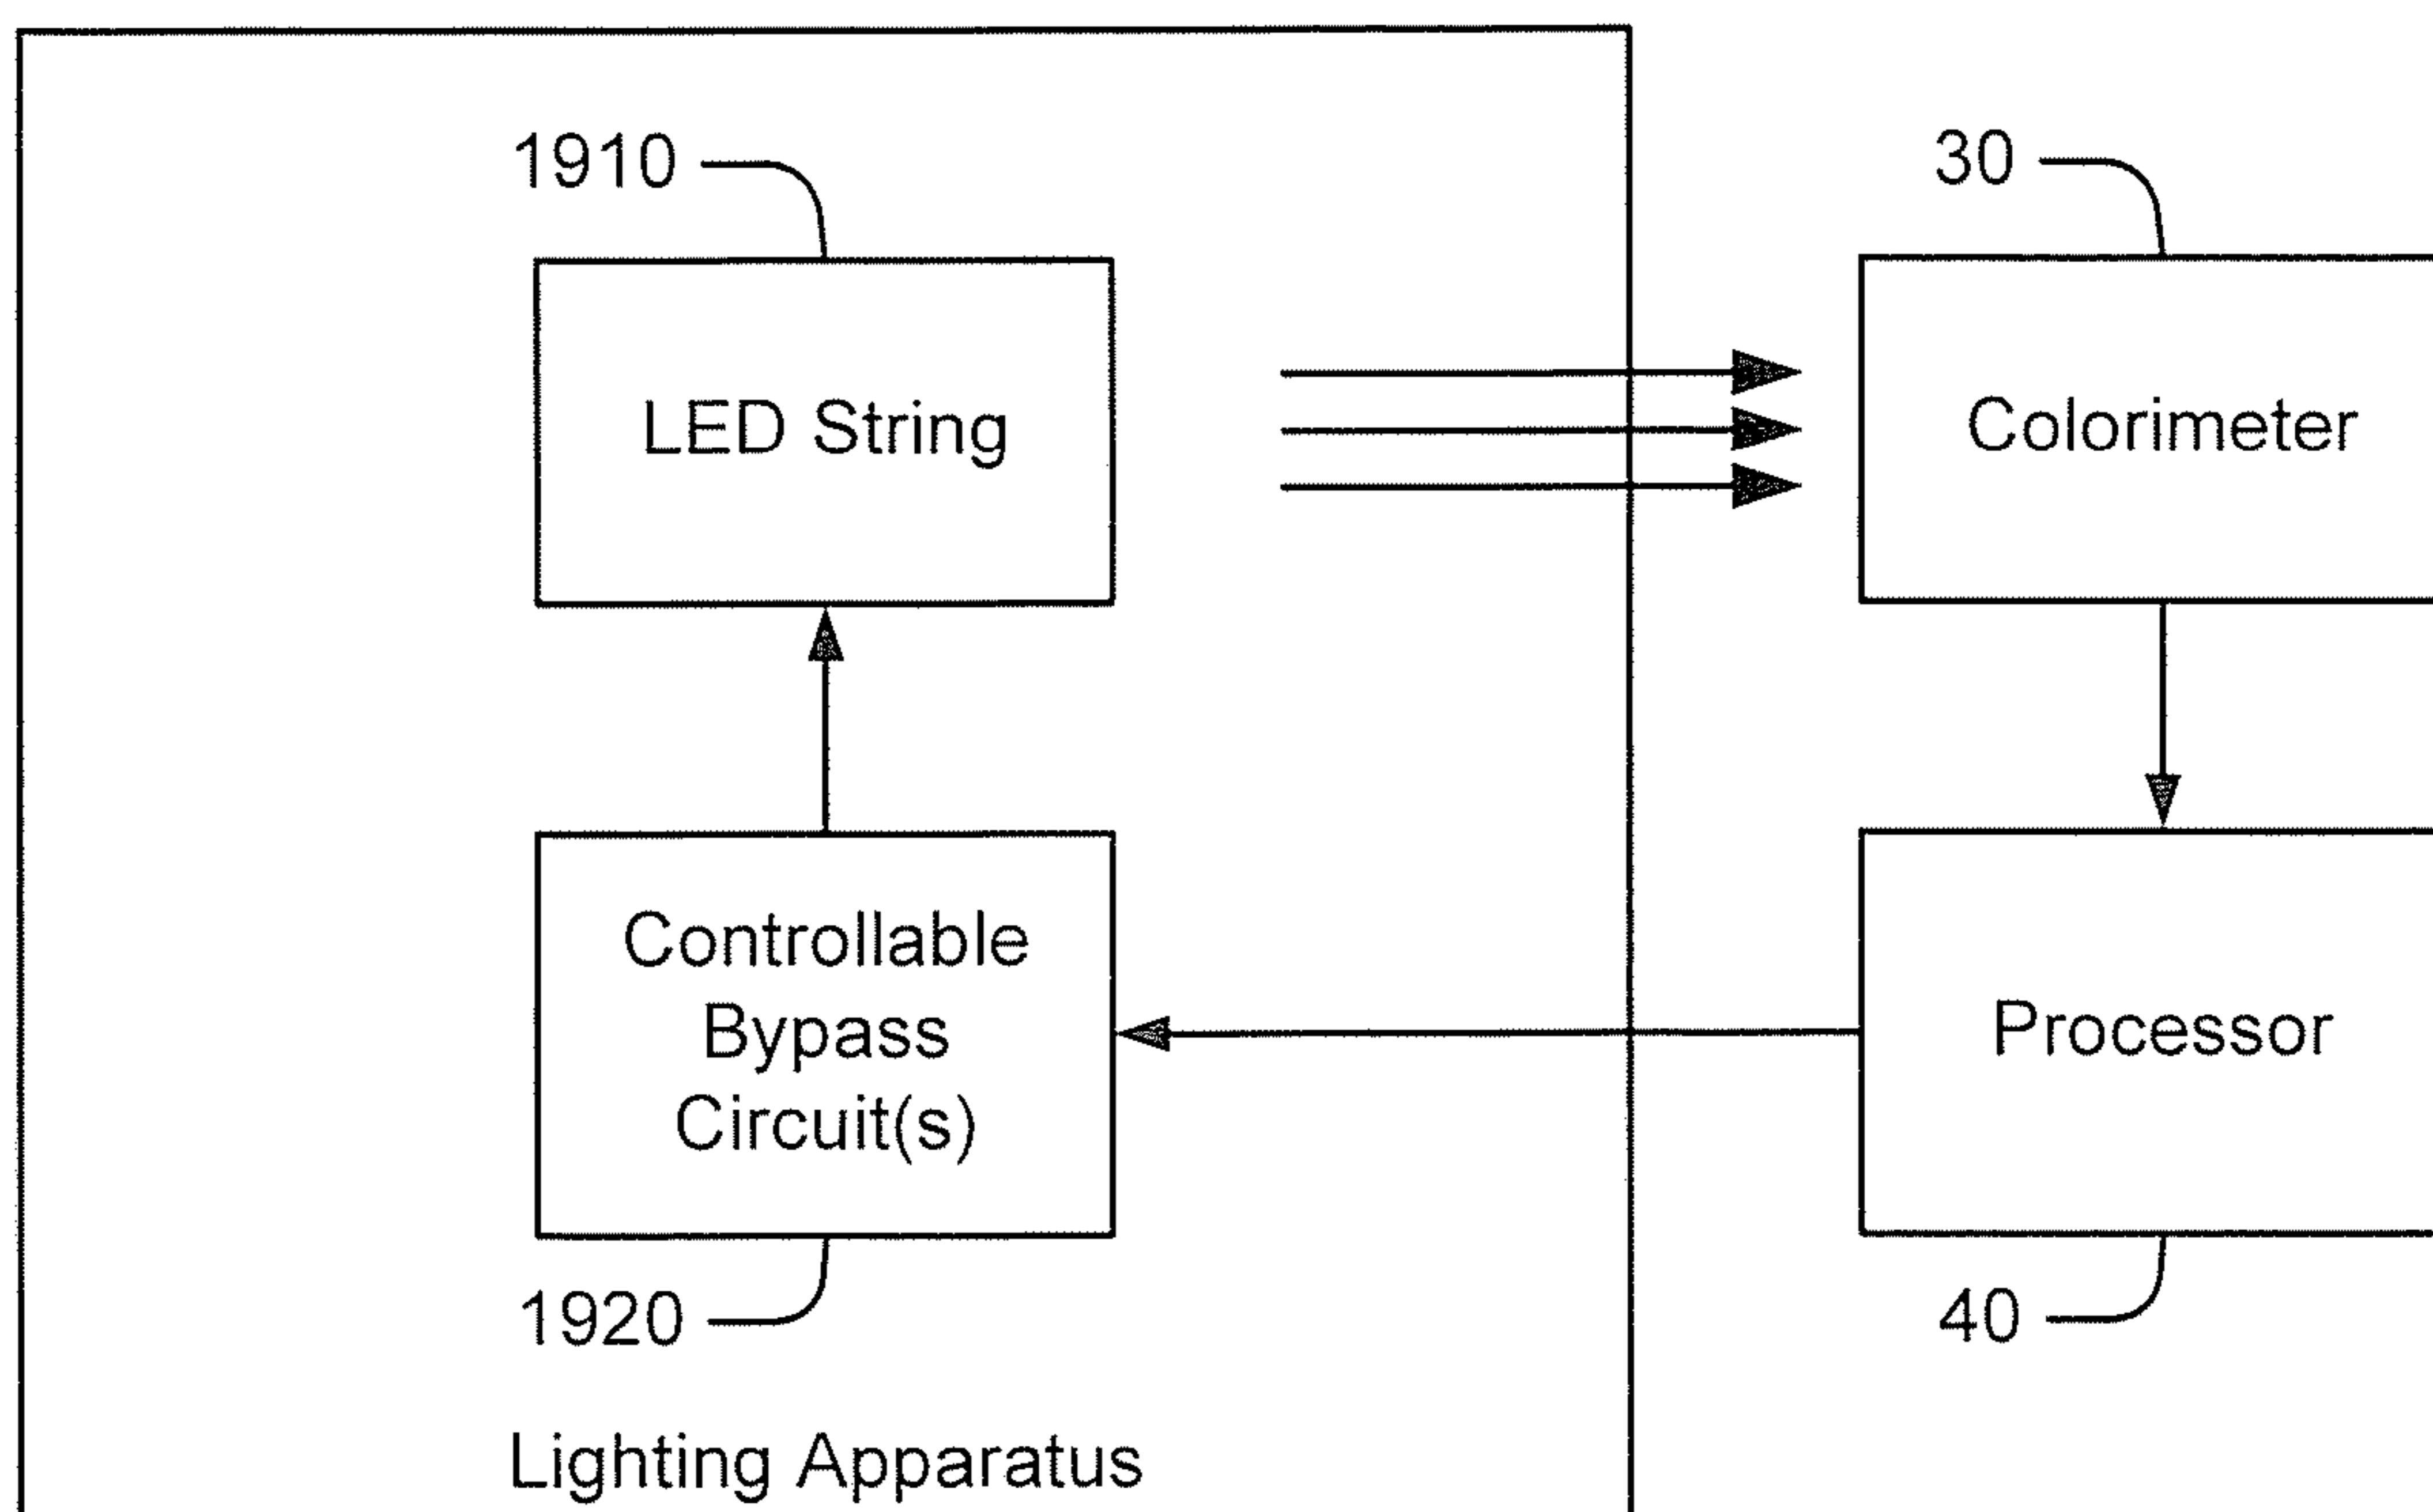 1910
30
LED String
Colorimeter
Controllable
Bypass
Circuit(s)
Processor
1920
40
Lighting Apparatus